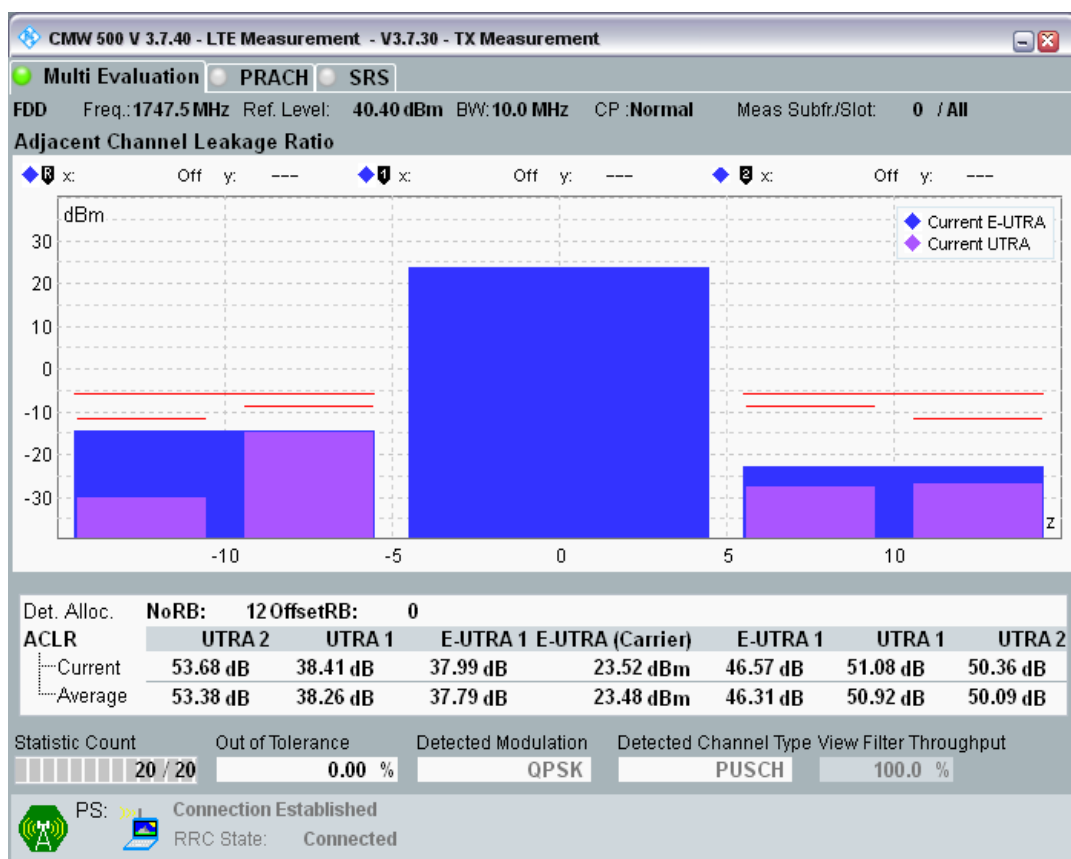 CMW 500 V 3.7.40 - LTE Measurement - V3.7.30 - TX Measurement
Multi Evaluation PRACH SRS
FDD Freq.: 1747.5 MHz Ref. Level: 40.40 dBm BW: 10.0 MHz CP : Normal Meas Subfr./Slot: 0 / All
Adjacent Channel Leakage Ratio
R x: Off y: --- 1 x: Off y: --- 2 x: Off y: ---
dBm
Current E-UTRA
Current UTRA
30
20
10
0
-10
-20
-30
z
-10 -5 0 5 10
Det. Alloc. NoRB: 12 OffsetRB: 0
ACLR UTRA 2 UTRA 1 E-UTRA 1 E-UTRA (Carrier) E-UTRA 1 UTRA 1 UTRA 2
Current 53.68 dB 38.41 dB 37.99 dB 23.52 dBm 46.57 dB 51.08 dB 50.36 dB
Average 53.38 dB 38.26 dB 37.79 dB 23.48 dBm 46.31 dB 50.92 dB 50.09 dB
Statistic Count Out of Tolerance Detected Modulation Detected Channel Type View Filter Throughput
20 / 20 0.00 % QPSK PUSCH 100.0 %
PS: Connection Established
RRC State: Connected